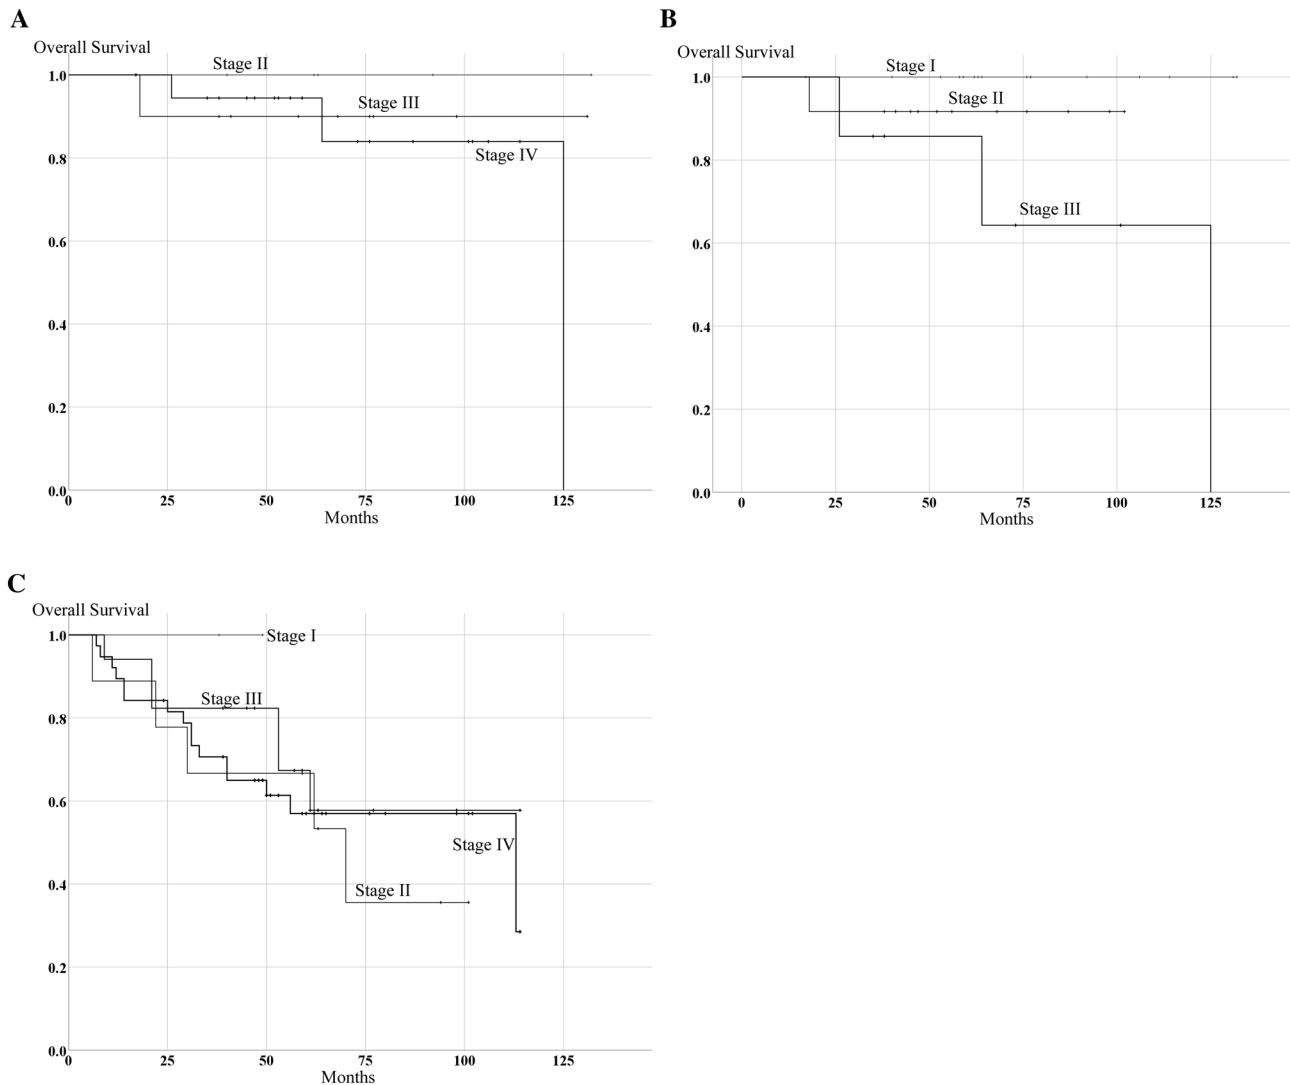 A
Overall Survival
Stage II
1.0
Stage III
Stage IV
0.8
0.6
0.4
0.2
0.0
0 25 50 75 100 125
Months
B
Overall Survival
Stage I
1.0
Stage II
0.8
Stage III
0.6
0.4
0.2
0.0
0 25 50 75 100 125
Months
C
Overall Survival
1.0
Stage I
Stage III
0.8
0.6
Stage IV
Stage II
0.4
0.2
0.0
0 25 50 75 100 125
Months